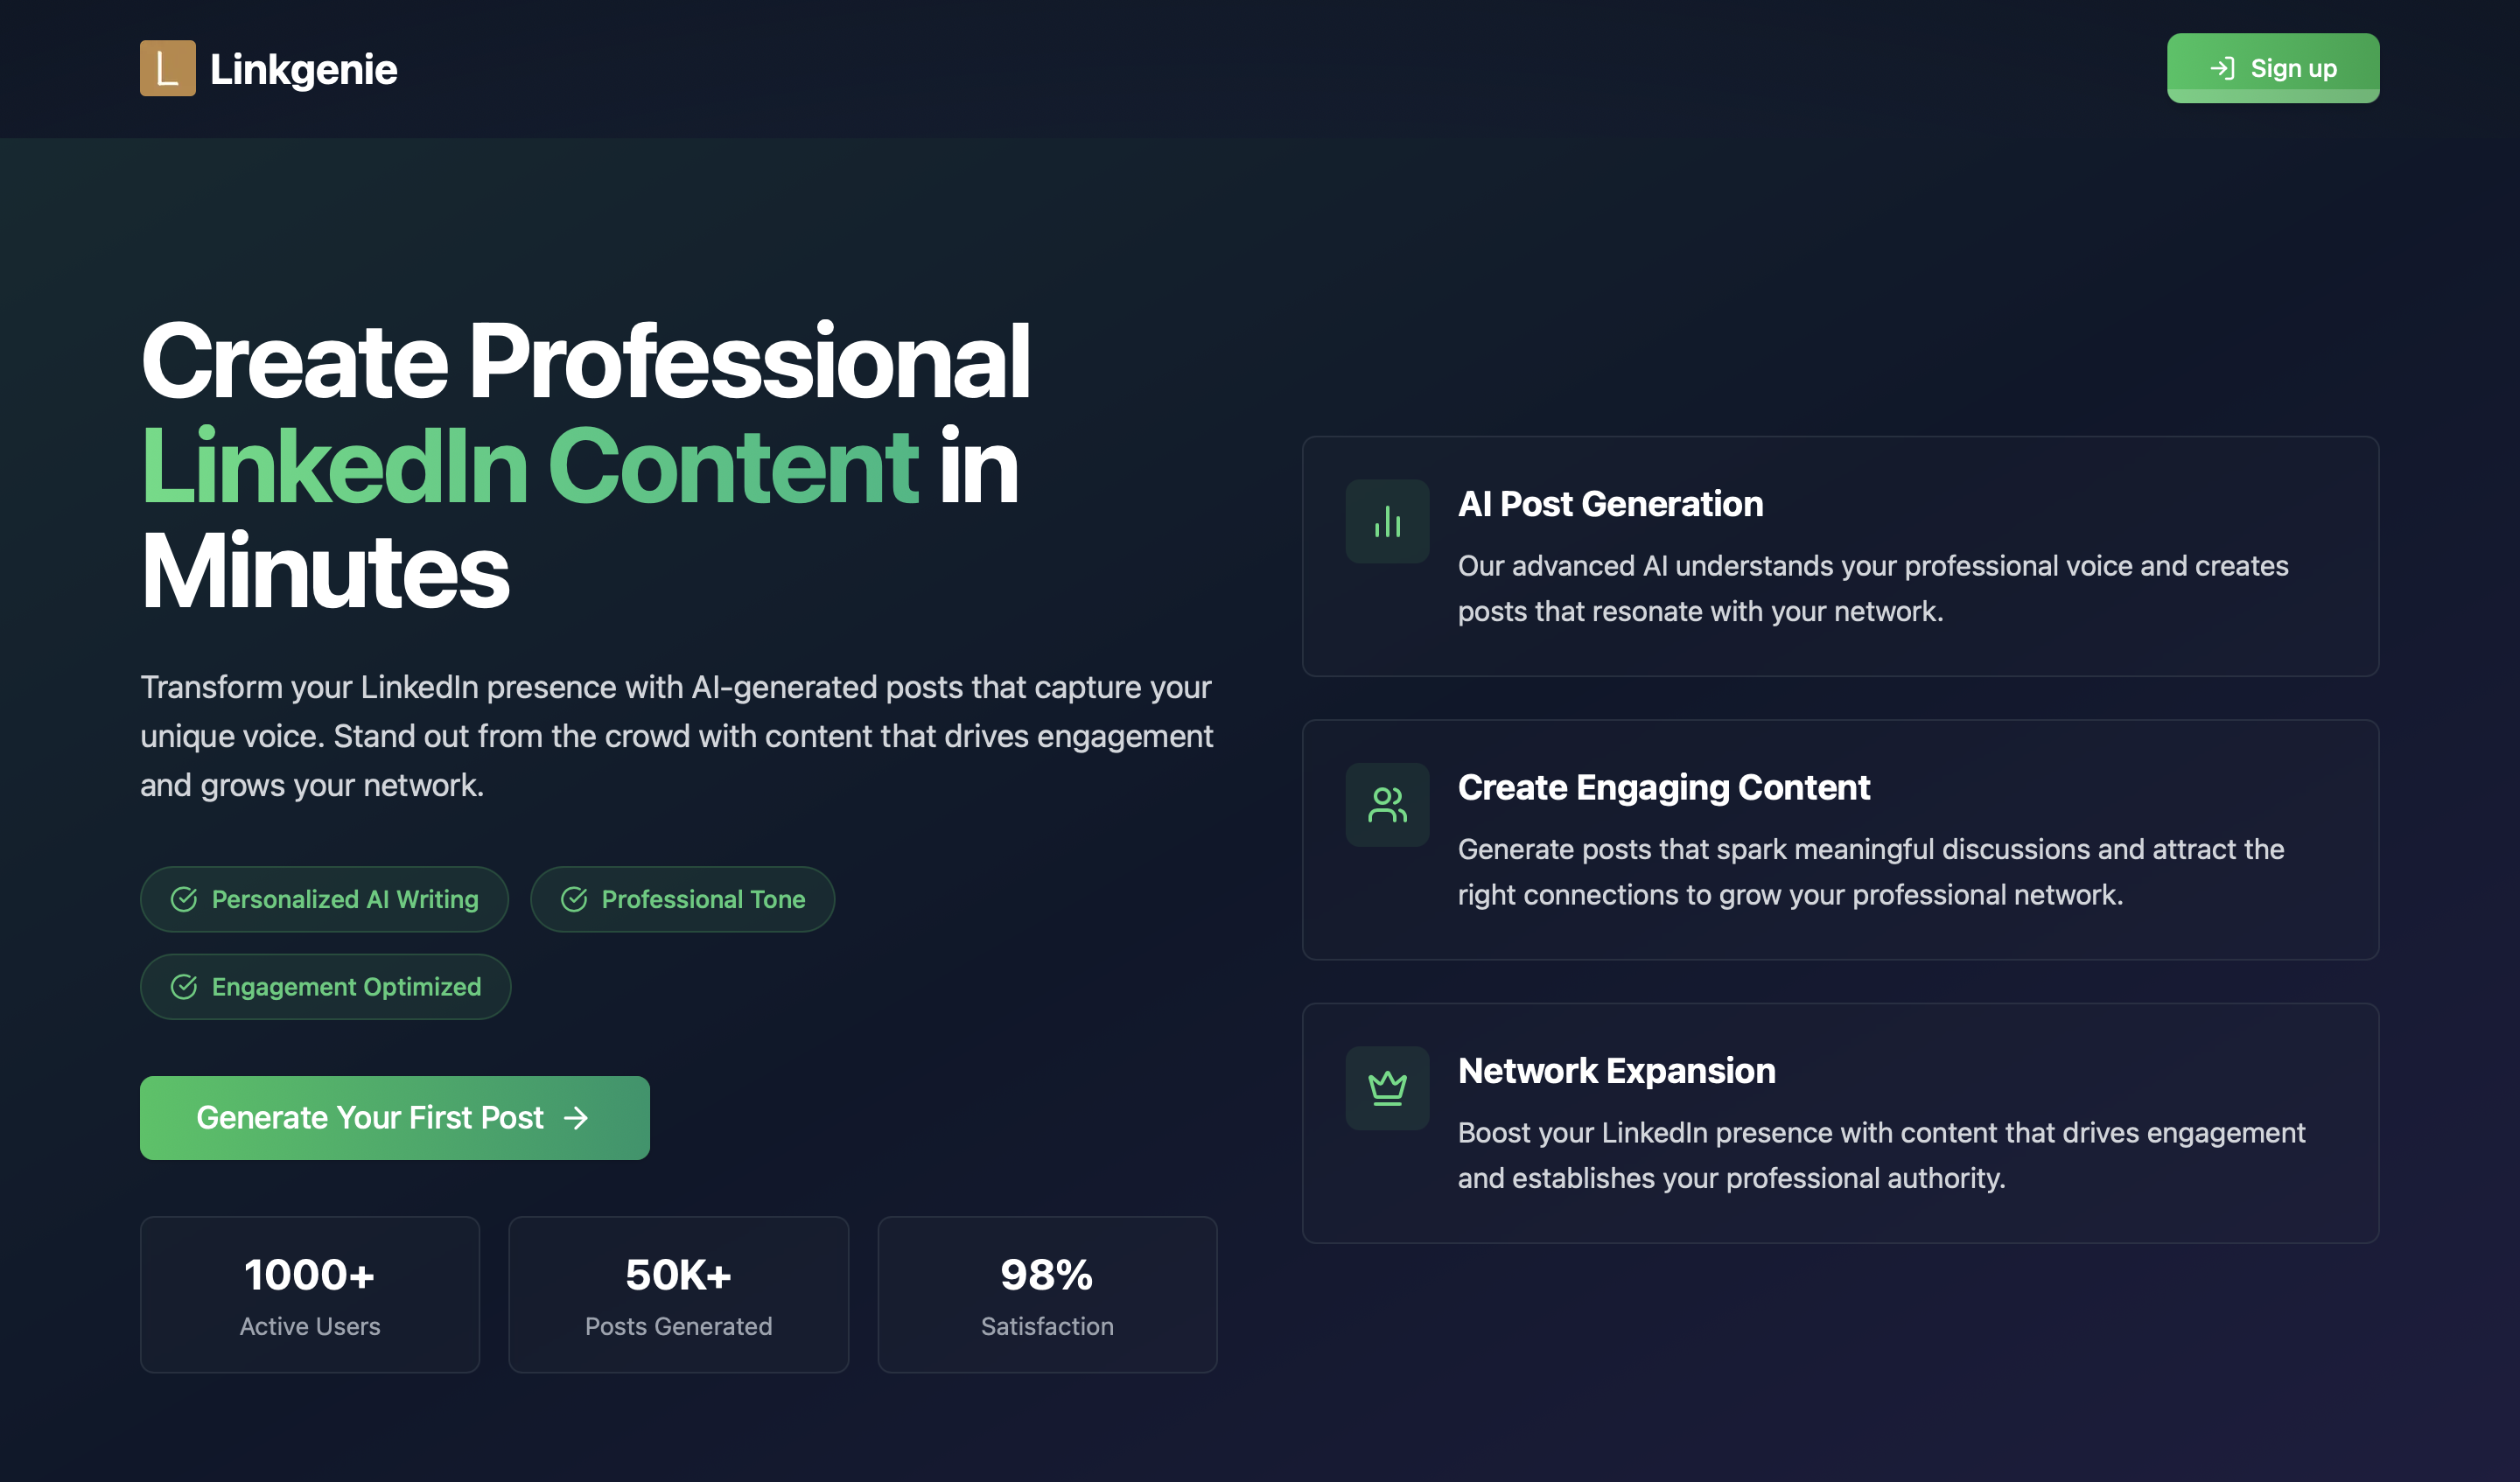 L Linkgenie
Sign up
Create Professional
LinkedIn Content in
Minutes
Transform your LinkedIn presence with AI-generated posts that capture your
unique voice. Stand out from the crowd with content that drives engagement
and grows your network.
Personalized AI Writing
Professional Tone
Engagement Optimized
Generate Your First Post
1000+
Active Users
50K+
Posts Generated
98%
Satisfaction
AI Post Generation
Our advanced AI understands your professional voice and creates
posts that resonate with your network.
Create Engaging Content
Generate posts that spark meaningful discussions and attract the
right connections to grow your professional network.
Network Expansion
Boost your LinkedIn presence with content that drives engagement
and establishes your professional authority.